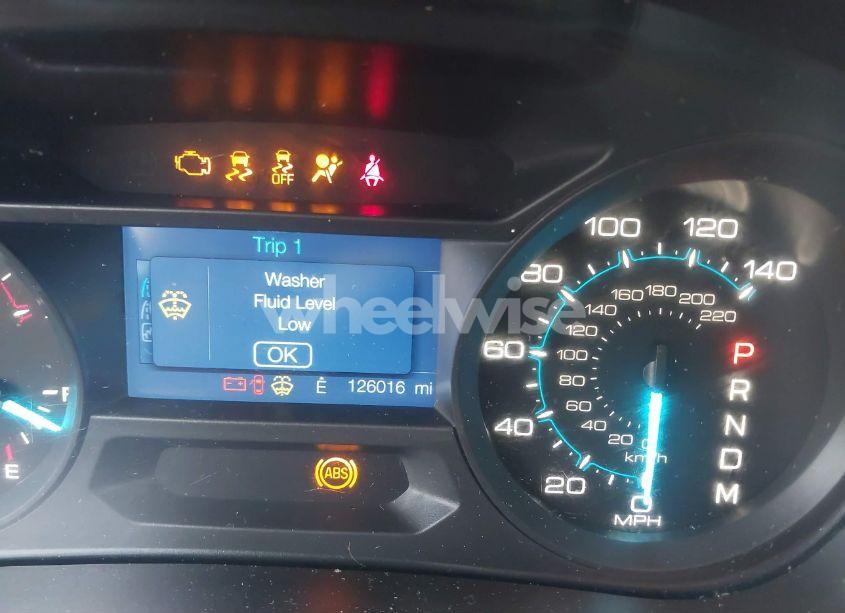 OFF
Trip 1
Washer
Fluid Level
Low
OK
E 126016 mi
ABS
F
E
0
20
40
60
80
100
120
140
MPH
0
20
40
60
80
100
120
140
160
180
200
220
km/h
P
R
N
D
M
wheelwise